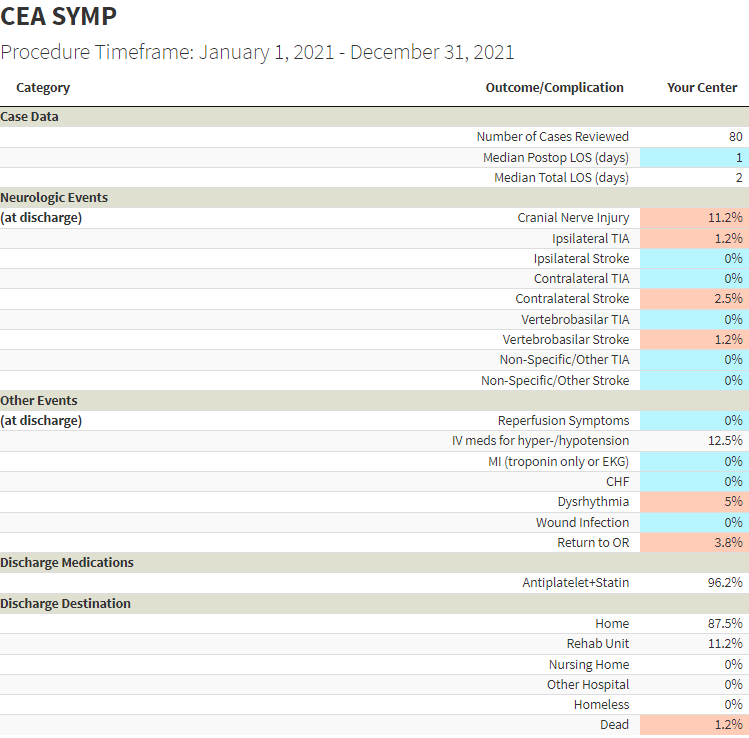 CEA SYMP
Procedure Timeframe: January 1, 2021 - December 31, 2021
Category Outcome/Complication Your Center
Case Data
Number of Cases Reviewed 80
Median Postop LOS (days) 1
Median Total LOS (days) 2
Neurologic Events
(at discharge) Cranial Nerve Injury 11.2%
Ipsilateral TIA 1.2%
Ipsilateral Stroke 0%
Contralateral TIA 0%
Contralateral Stroke 2.5%
Vertebrobasilar TIA 0%
Vertebrobasilar Stroke 1.2%
Non-Specific/Other TIA 0%
Non-Specific/Other Stroke 0%
Other Events
(at discharge) Reperfusion Symptoms 0%
IV meds for hyper-/hypotension 12.5%
MI (troponin only or EKG) 0%
CHF 0%
Dysrhythmia 5%
Wound Infection 0%
Return to OR 3.8%
Discharge Medications
Antiplatelet+Statin 96.2%
Discharge Destination
Home 87.5%
Rehab Unit 11.2%
Nursing Home 0%
Other Hospital 0%
Homeless 0%
Dead 1.2%